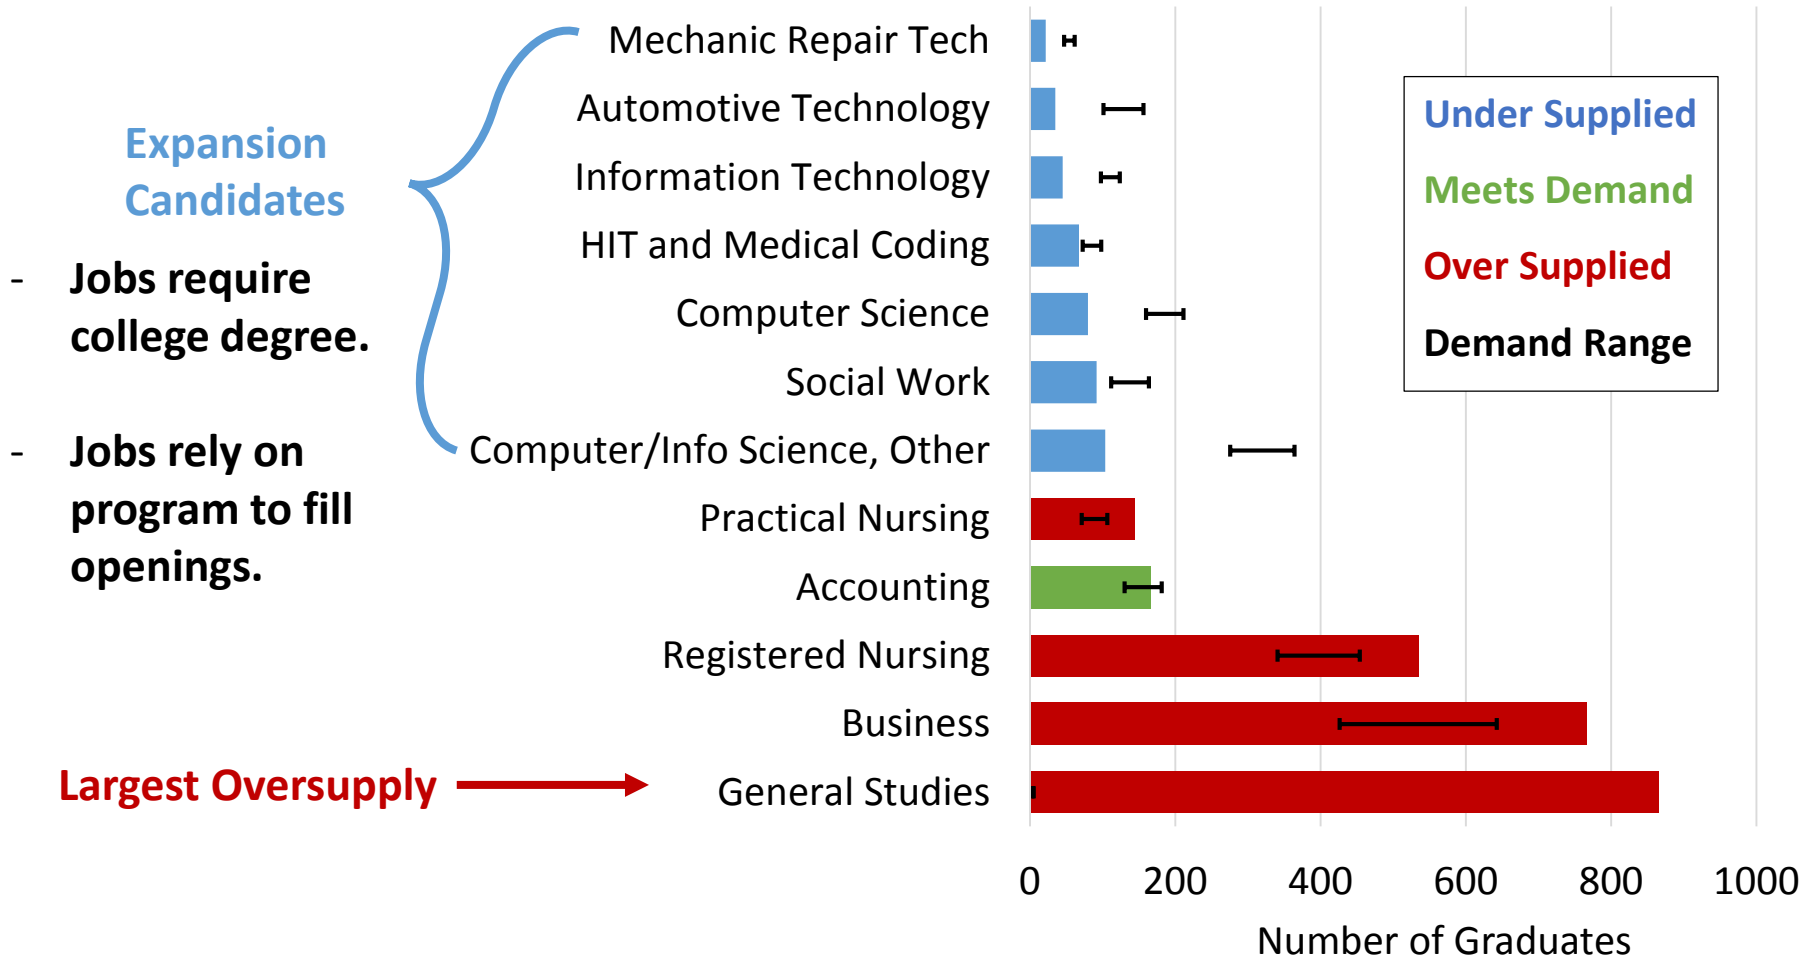 Expansion
Candidates
- Jobs require
college degree.
- Jobs rely on
program to fill
openings.
Largest Oversupply
Mechanic Repair Tech
Automotive Technology
Information Technology
HIT and Medical Coding
Computer Science
Social Work
Computer/Info Science, Other
Practical Nursing
Accounting
Registered Nursing
Business
General Studies
Under Supplied
Meets Demand
Over Supplied
Demand Range
0 200 400 600 800 1000
Number of Graduates